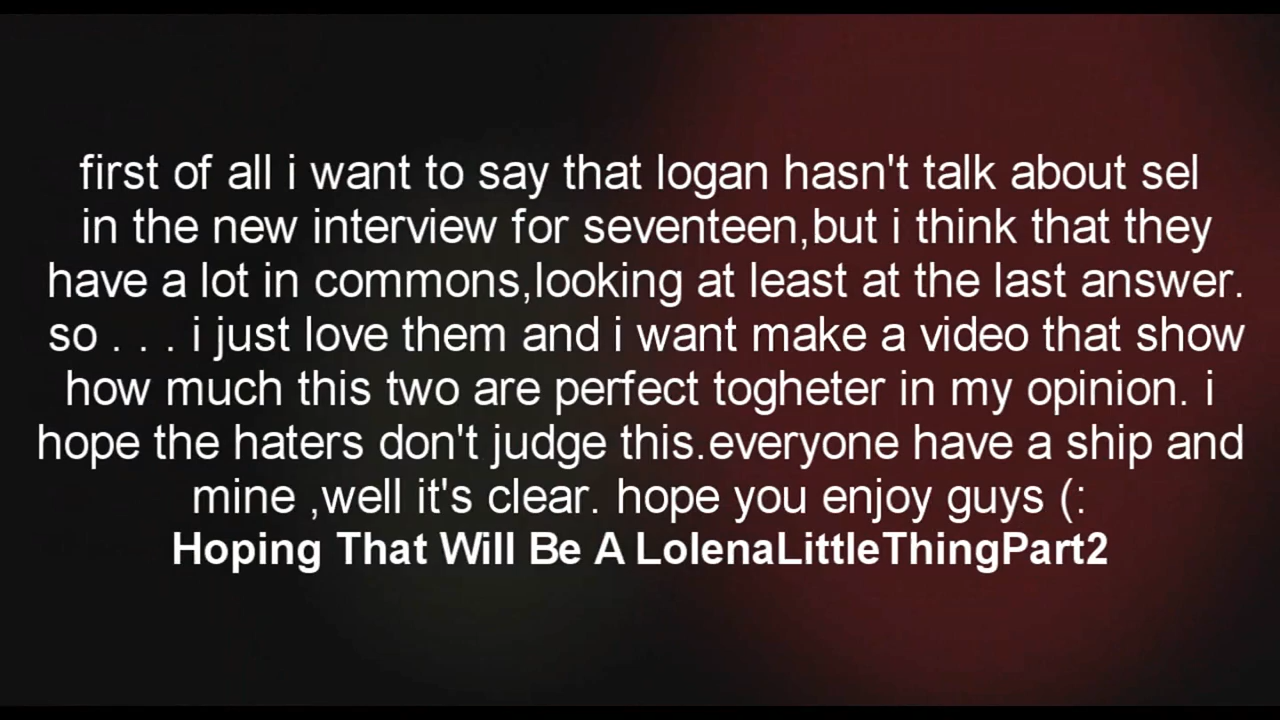 first of all i want to say that logan hasn't talk about sel
in the new interview for seventeen,but i think that they
have a lot in commons,looking at least at the last answer.
so . . . i just love them and i want make a video that show
how much this two are perfect togheter in my opinion. i
hope the haters don't judge this.everyone have a ship and
mine ,well it's clear. hope you enjoy guys (:
Hoping That Will Be A LolenaLittleThingPart2